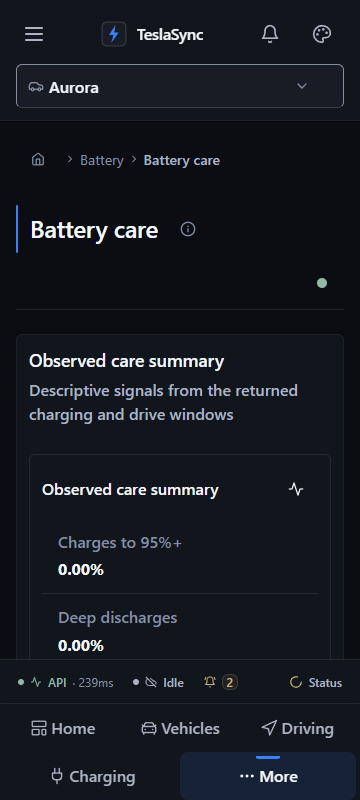 TeslaSync
Aurora
Battery Battery care
Battery care
Observed care summary
Descriptive signals from the returned
charging and drive windows
Observed care summary
Charges to 95%+
0.00%
Deep discharges
0.00%
API · 239ms Idle 2 Status
Home Vehicles Driving
Charging More